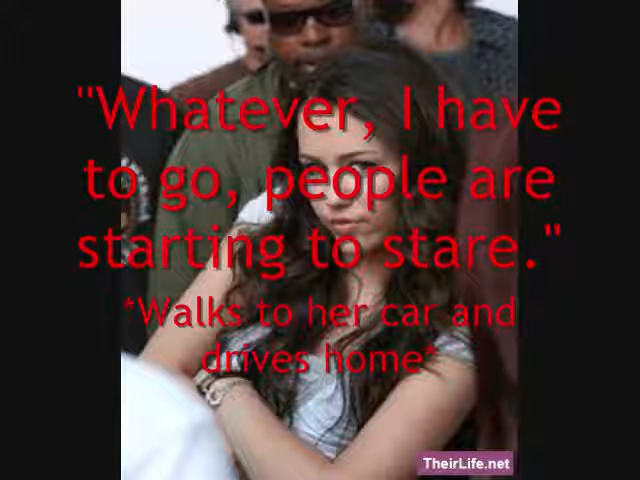 "Whatever, I have
to go, people are
starting to stare."
*Walks to her car and
drives home*
TheirLife.net